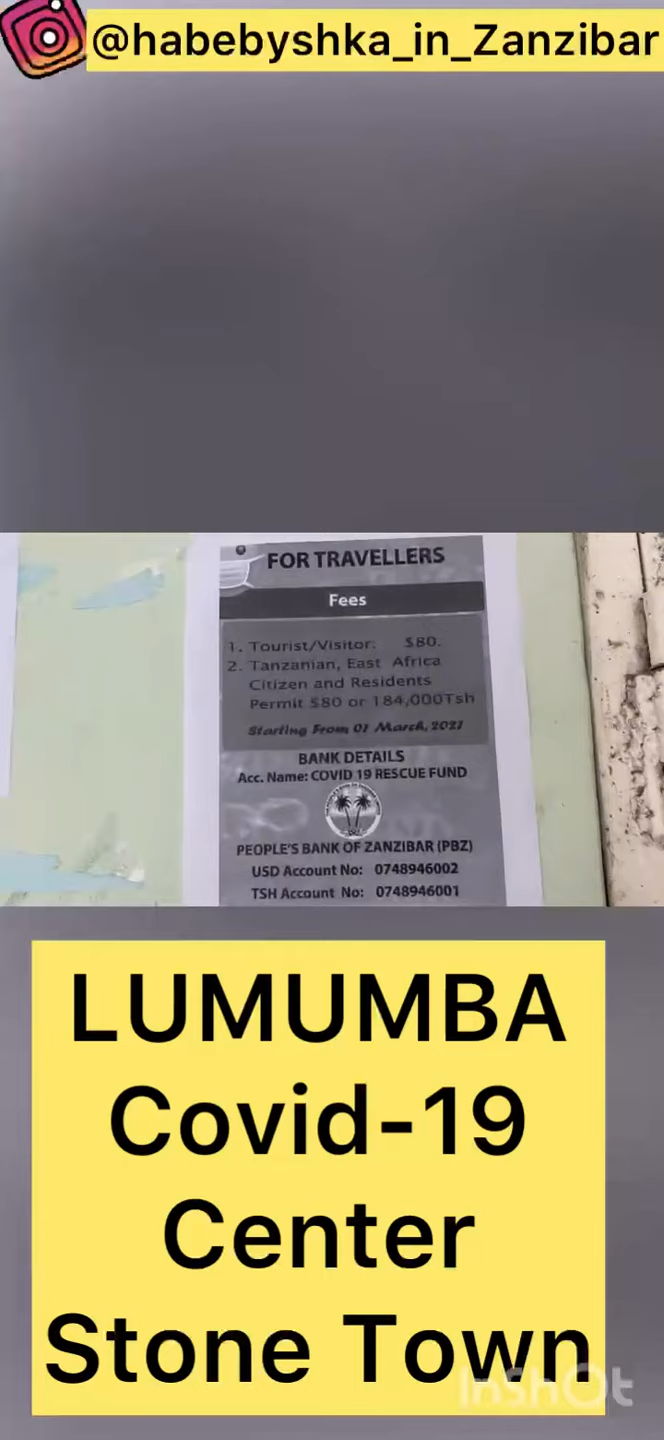 @habebyshka_in_Zanzibar
FOR TRAVELLERS
Fees
1. Tourist/Visitor: $80.
2. Tanzanian, East Africa
Citizen and Residents
Permit $80 or 184,000Tsh
Starting From 01 March, 2021
BANK DETAILS
Acc. Name: COVID 19 RESCUE FUND
PEOPLE'S BANK OF ZANZIBAR (PBZ)
USD Account No: 0748946002
TSH Account No: 0748946001
LUMUMBA
Covid-19
Center
Stone Town
InShOt